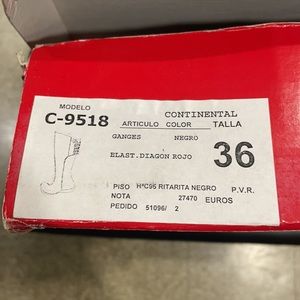 MODELO
CONTINENTAL
C-9518 ARTICULO COLOR TALLA
GANGES NEGRO
ELAST.DIAGON ROJO
36
PISO HºC95 RITARITA NEGRO P.V.R.
NOTA 27470 EUROS
PEDIDO 51096/ 2